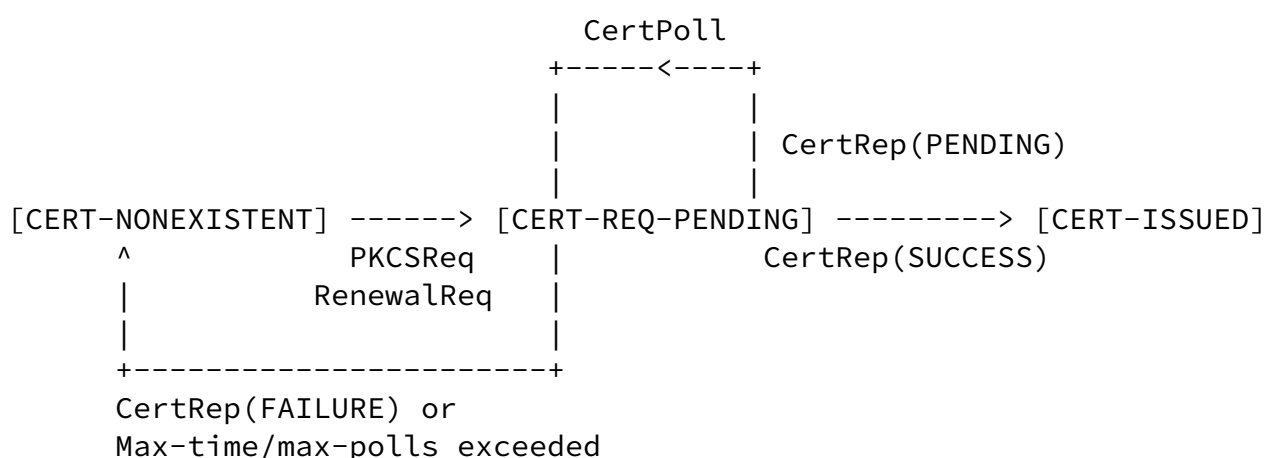 CertPoll
+-----<----+
|          |
|          | CertRep(PENDING)
|          |
[CERT-NONEXISTENT] ------> [CERT-REQ-PENDING] ---------> [CERT-ISSUED]
^            PKCSReq    |           CertRep(SUCCESS)
|          RenewalReq   |
|                       |
+-----------------------+
CertRep(FAILURE) or
Max-time/max-polls exceeded